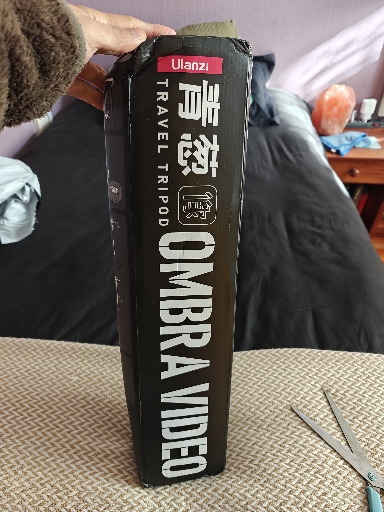 Ulanzi
青葱
TRAVEL TRIPOD
OMBRA VIDEO